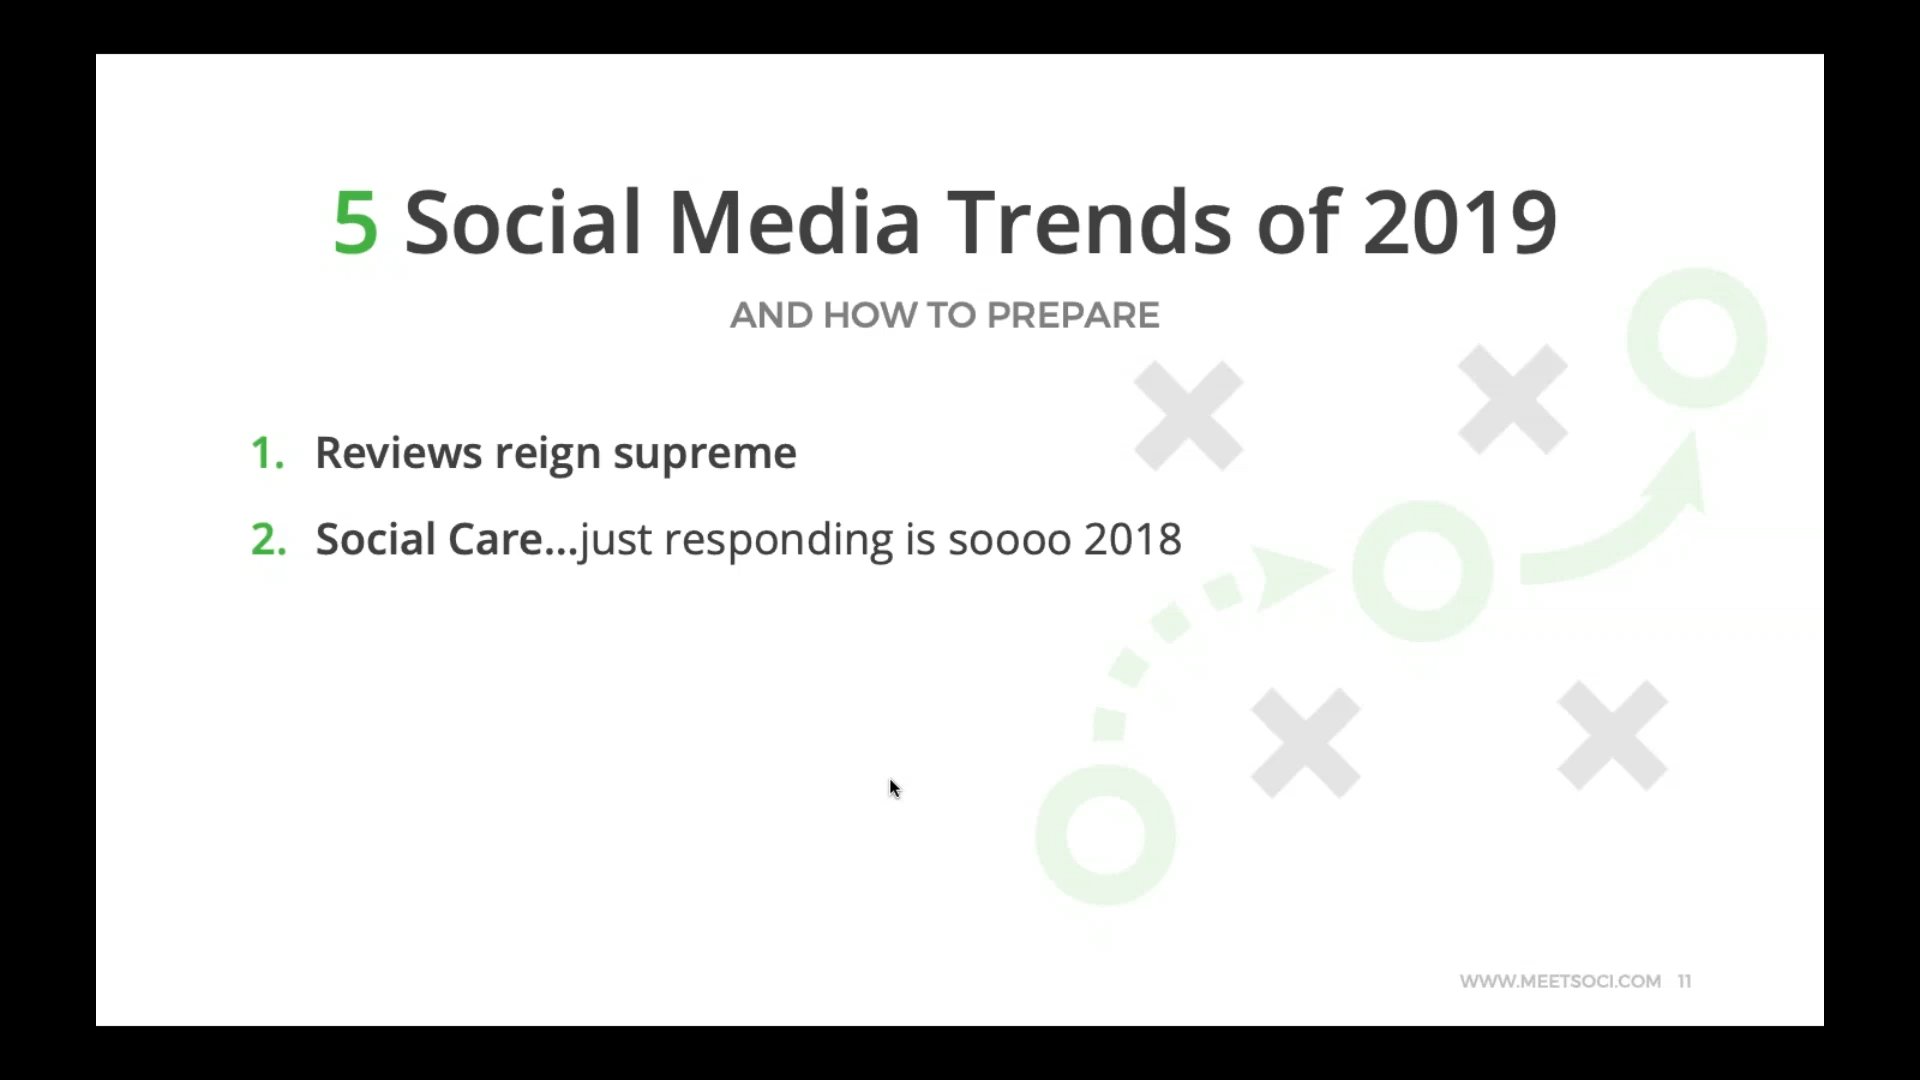 5 Social Media Trends of 2019
AND HOW TO PREPARE
1. Reviews reign supreme
2. Social Care...just responding is soooo 2018
WWW.MEETSOCI.COM 11